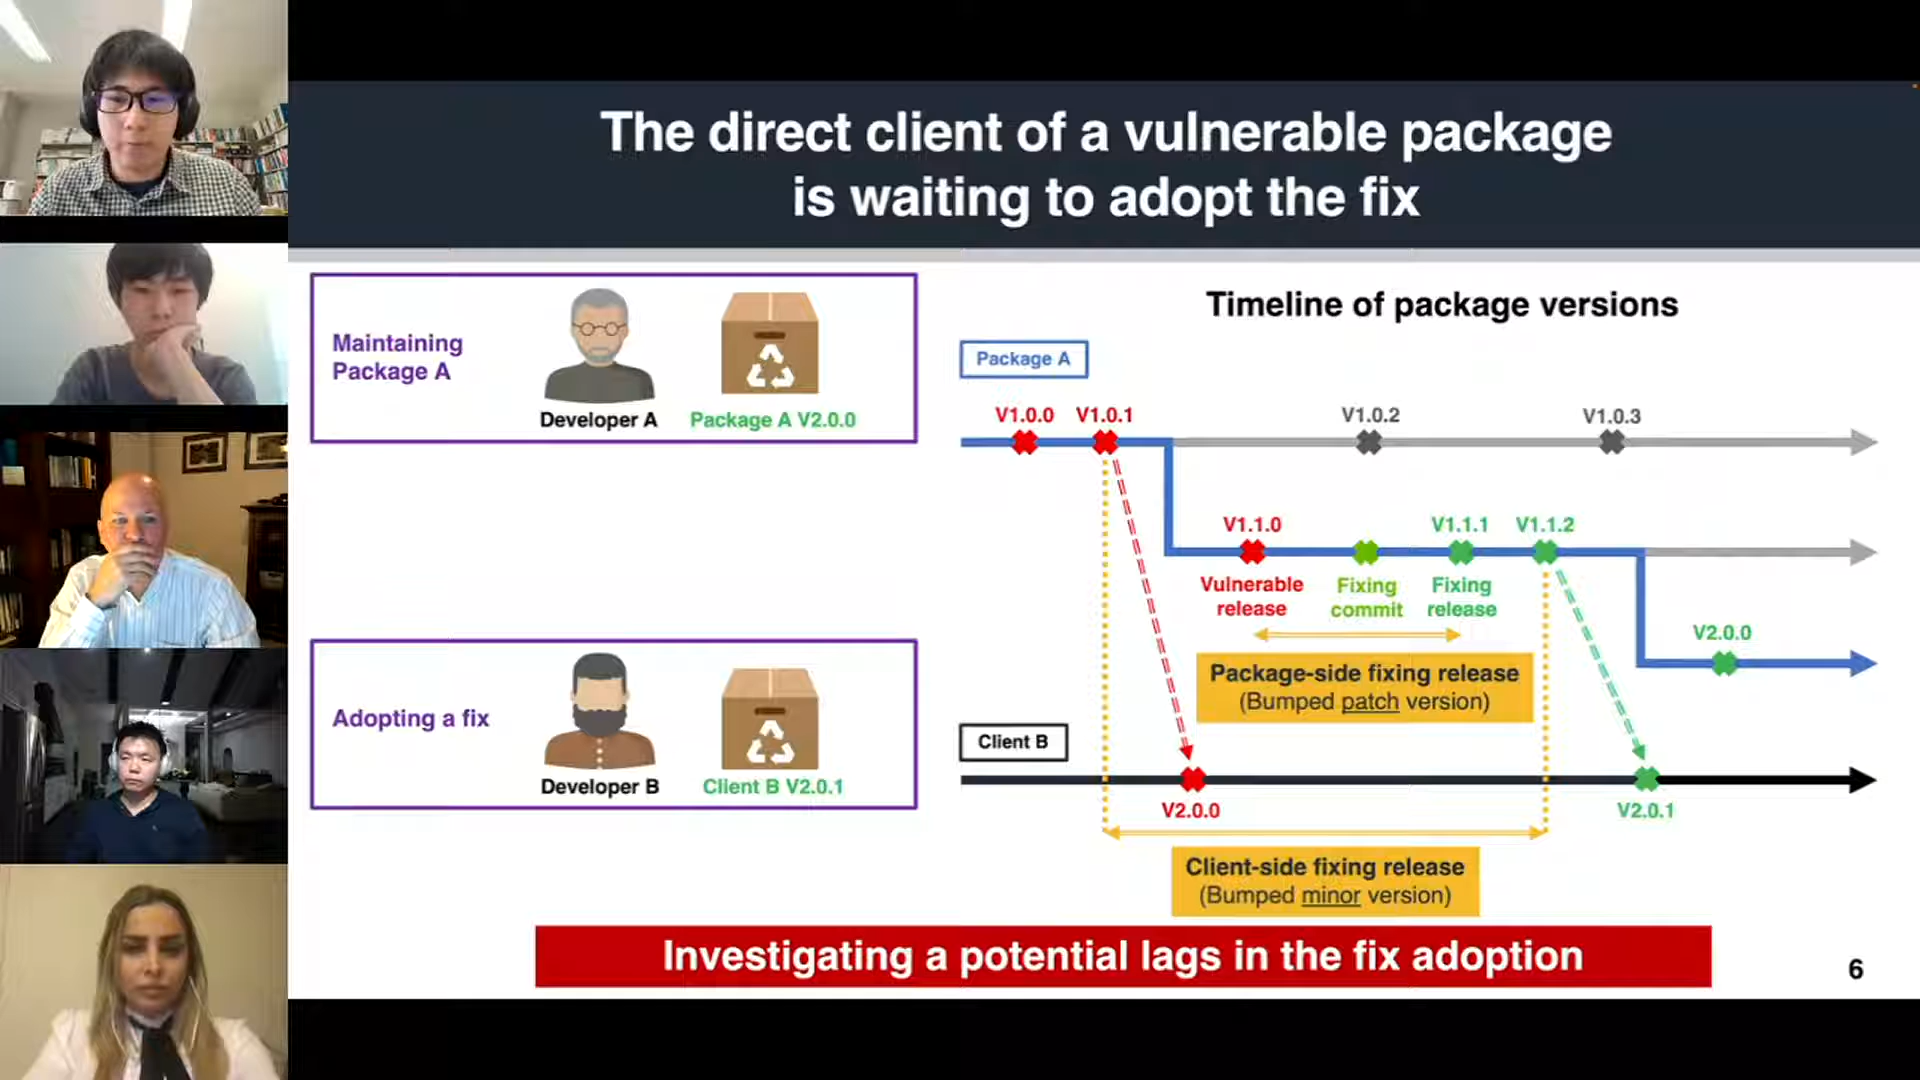 The direct client of a vulnerable package
is waiting to adopt the fix
Maintaining
Package A
Developer A
Package A V2.0.0
Adopting a fix
Developer B
Client B V2.0.1
Timeline of package versions
Package A
V1.0.0
V1.0.1
V1.0.2
V1.0.3
V1.1.0
V1.1.1
V1.1.2
Vulnerable
release
Fixing
commit
Fixing
release
V2.0.0
Package-side fixing release
(Bumped patch version)
Client B
V2.0.0
V2.0.1
Client-side fixing release
(Bumped minor version)
Investigating a potential lags in the fix adoption
6